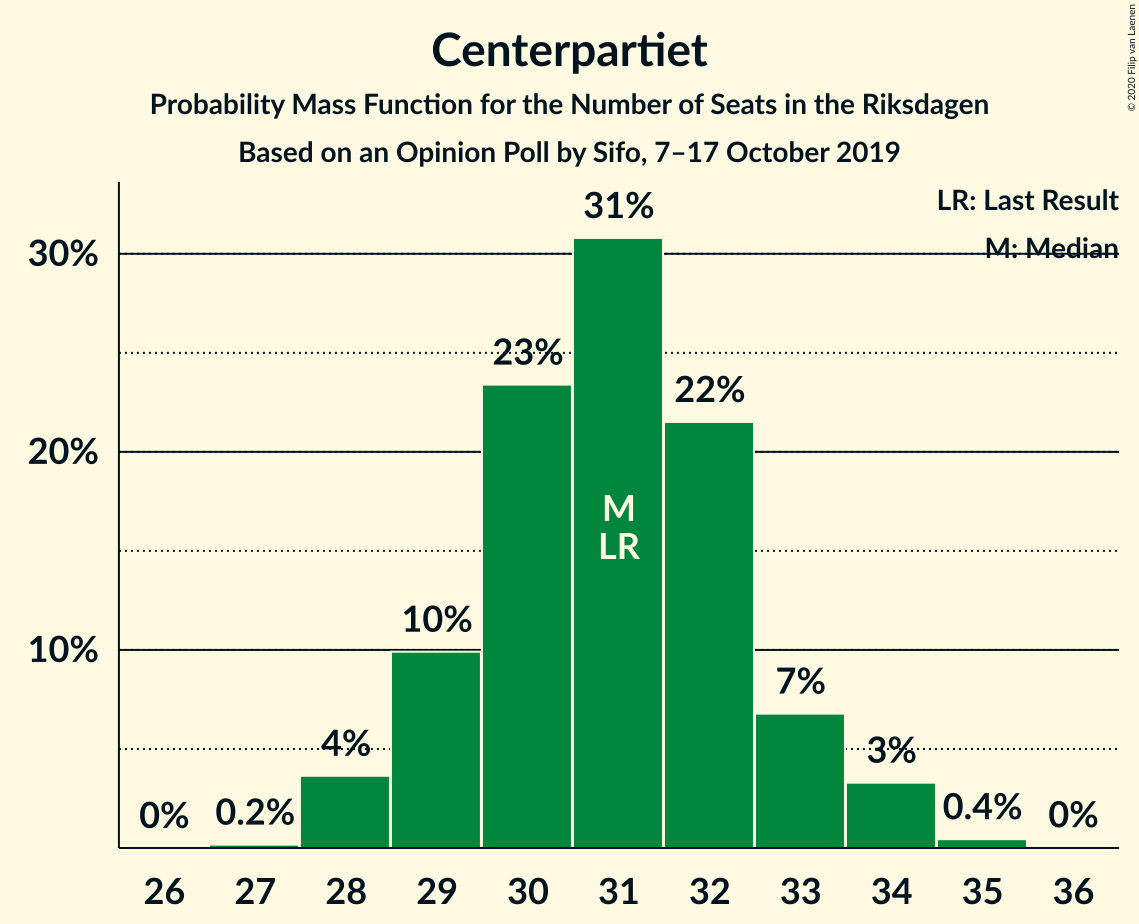 Centerpartiet
Probability Mass Function for the Number of Seats in the Riksdagen
Based on an Opinion Poll by Sifo, 7–17 October 2019
© 2020 Filip van Laenen
LR: Last Result
M: Median
30%
20%
10%
0%
0.2%
4%
10%
23%
31%
22%
7%
3%
0.4%
0%
M
LR
26 27 28 29 30 31 32 33 34 35 36